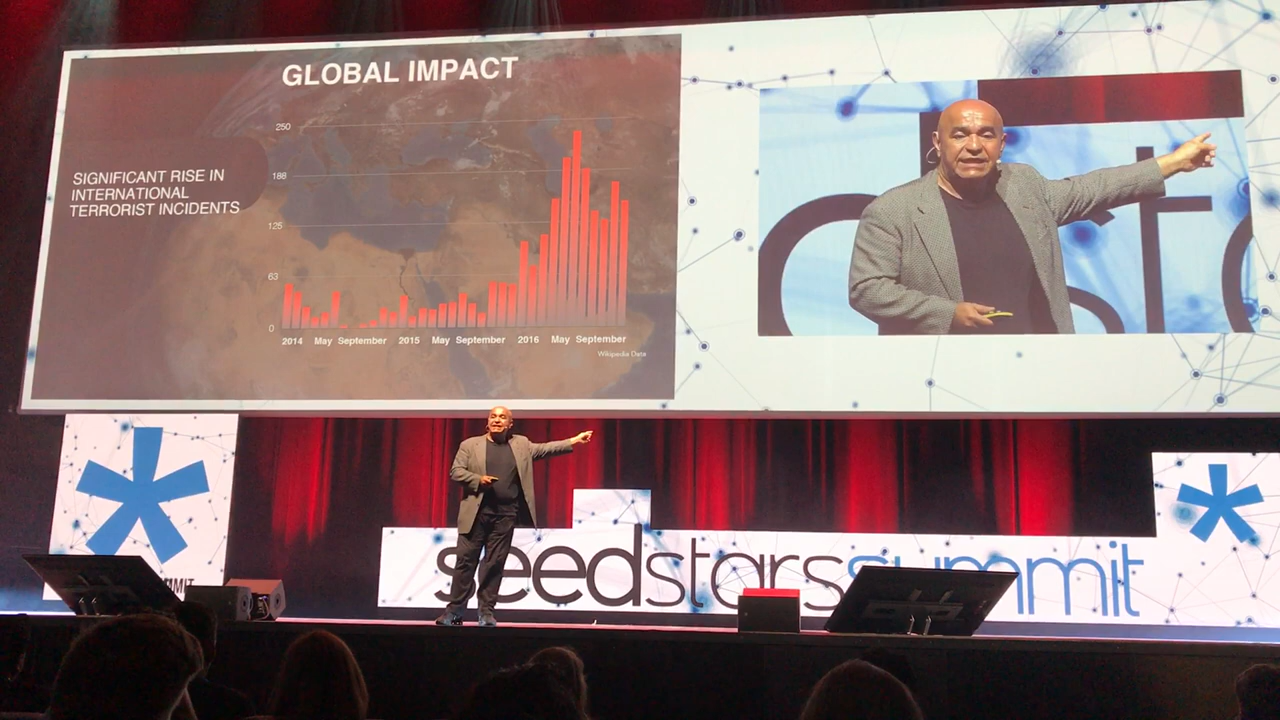 GLOBAL IMPACT
SIGNIFICANT RISE IN
INTERNATIONAL
TERRORIST INCIDENTS
250
188
125
63
0
2014 May September 2015 May September 2016 May September
Wikipedia Data
seedstarssummit